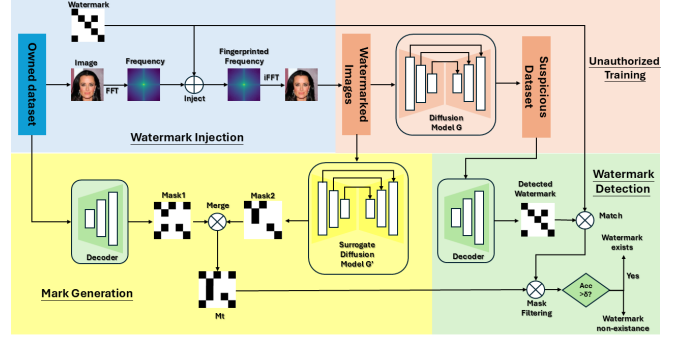 Watermark
Owned dataset
Image
FFT
Frequency
Inject
Fingerprinted
Frequency
iFFT
Watermark Injection
Watermarked
Images
Diffusion
Model G
Suspicious
Dataset
Unauthorized
Training
Decoder
Mask1
Merge
Mask2
Surrogate
Diffusion
Model G'
Mt
Mark Generation
Watermark
Detection
Decoder
Detected
Watermark
Match
Mask
Filtering
Acc
>δ?
Watermark
exists
Yes
Watermark
non-existance